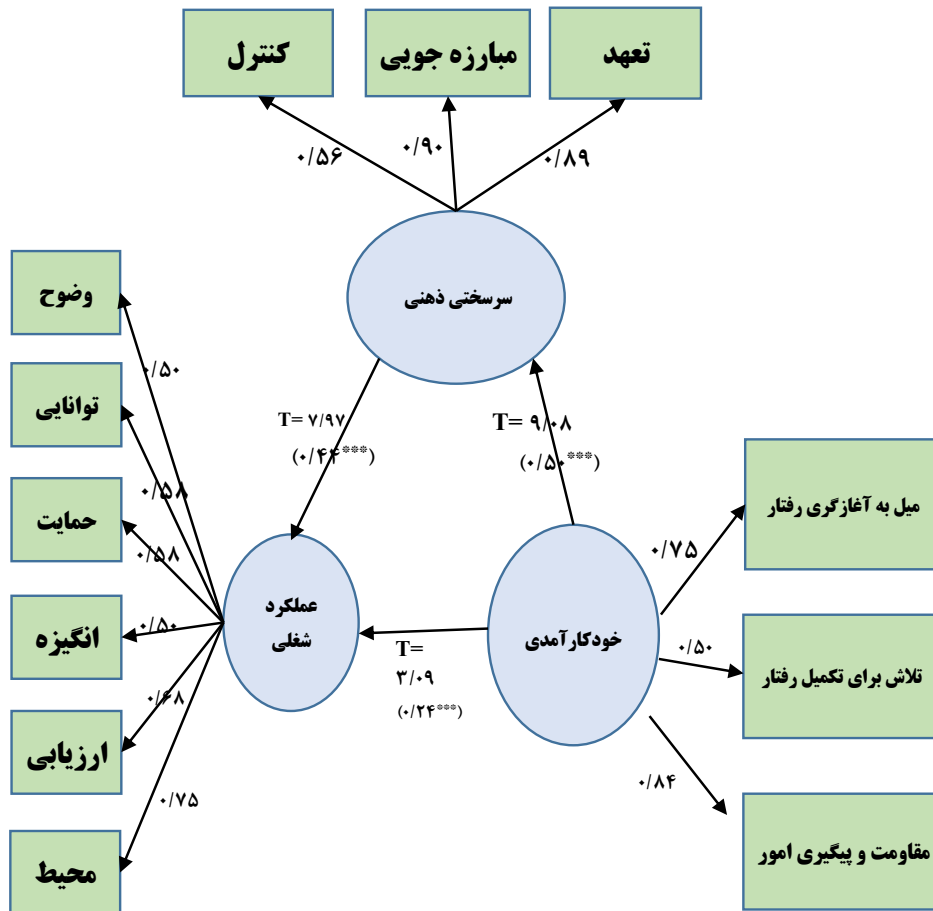 تعهد
مبارزه جویی
کنترل
۰/۸۹
۰/۹۰
۰/۵۶
سرسختی ذهنی
T= ۷/۹۷
(۰/۴۴***)
T= ۹/۰۸
(۰/۵۰***)
وضوح
۰/۵۰
توانایی
۰/۵۸
حمایت
۰/۵۸
انگیزه
۰/۵۰
ارزیابی
۰/۶۸
محیط
۰/۷۵
عملکرد
شغلی
T=
۳/۰۹
(۰/۲۴***)
خودکارآمدی
۰/۷۵
میل به آغازگری رفتار
۰/۵۰
تلاش برای تکمیل رفتار
۰/۸۴
مقاومت و پیگیری امور